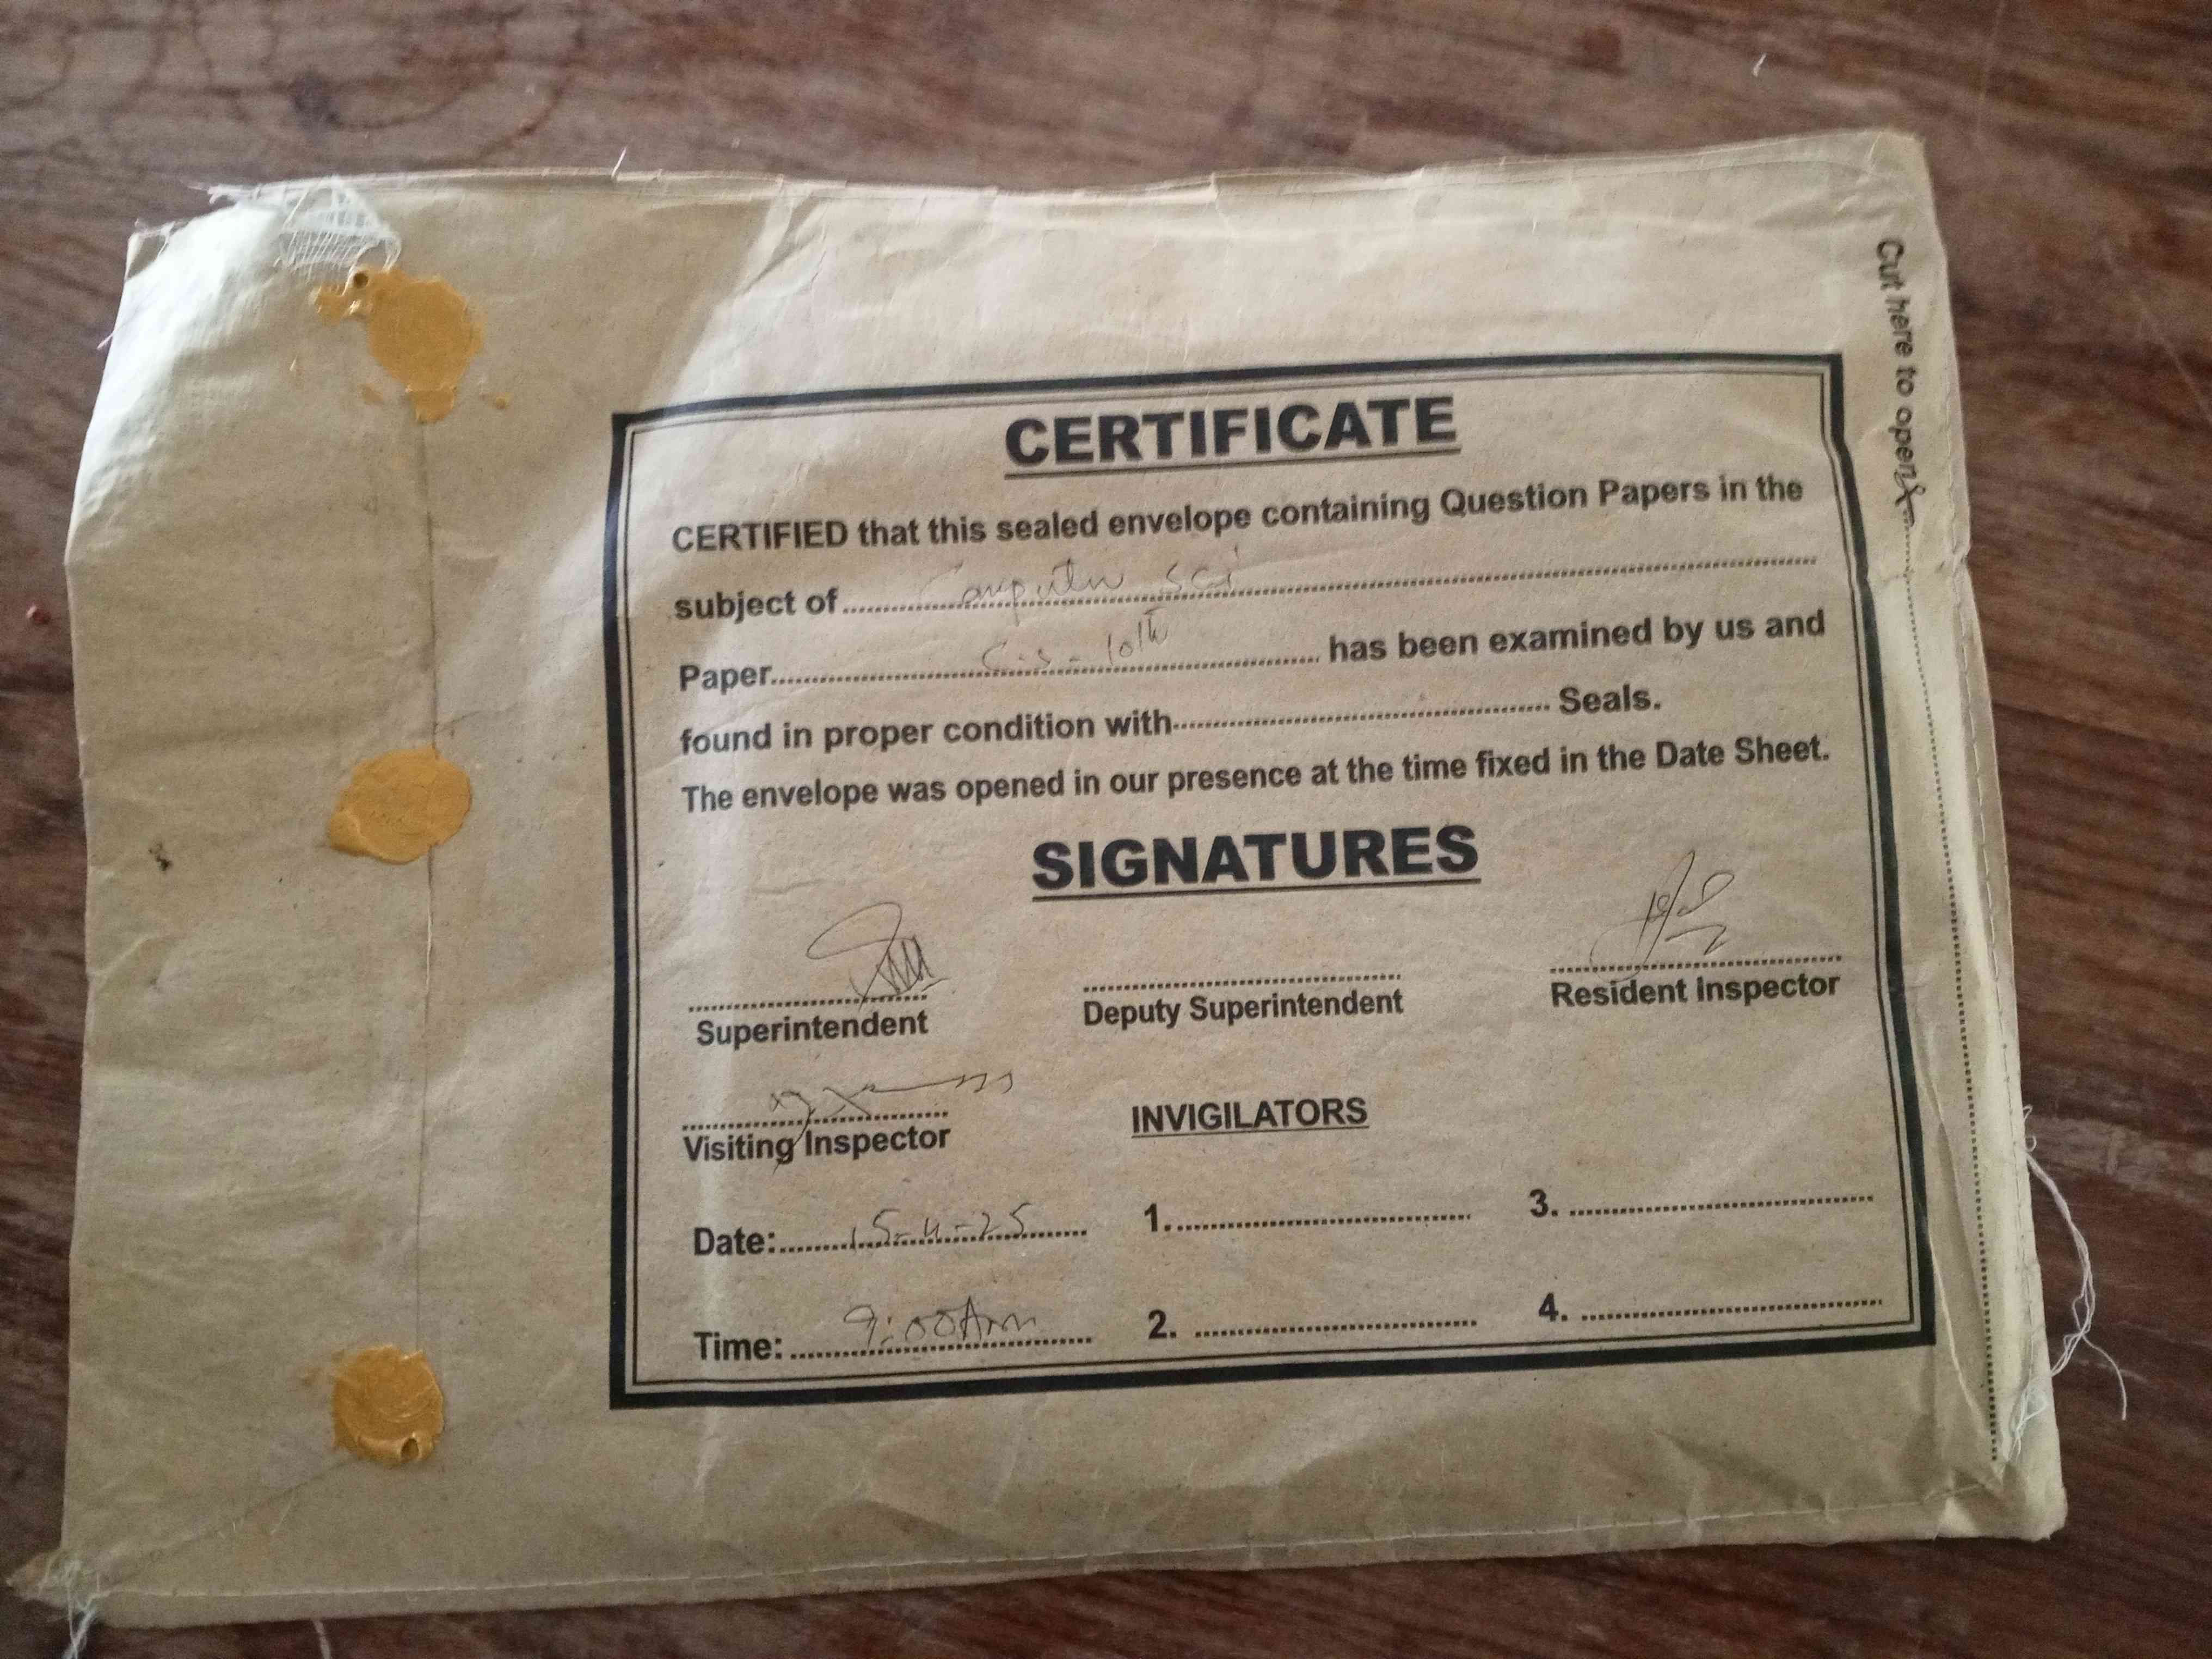 Cut here to open
CERTIFICATE
CERTIFIED that this sealed envelope containing Question Papers in the
subject of Computer Sci
Paper C.S - 10th has been examined by us and
found in proper condition with Seals.
The envelope was opened in our presence at the time fixed in the Date Sheet.
SIGNATURES
Superintendent Deputy Superintendent Resident Inspector
Visiting Inspector INVIGILATORS
Date: 15-4-25 1. 3.
Time: 9:00Am 2. 4.